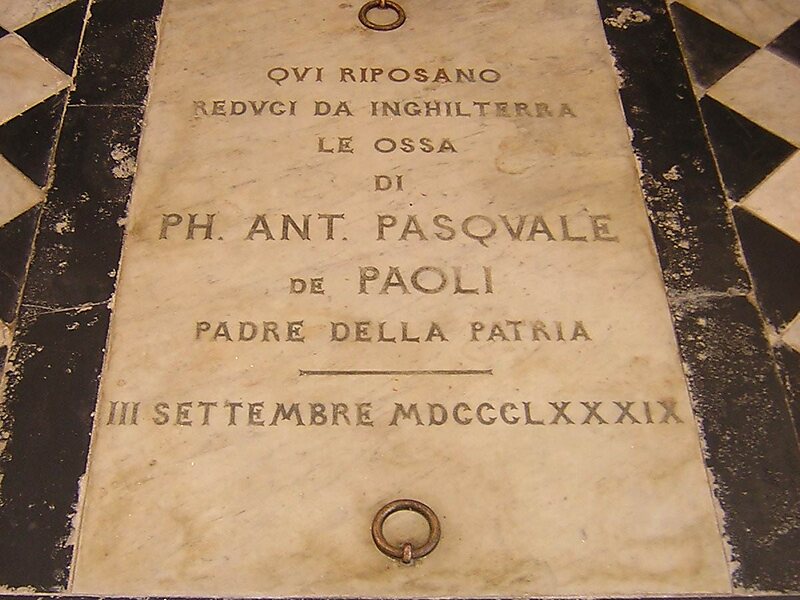 QVI RIPOSANO
REDVCI DA INGHILTERRA
LE OSSA
DI
PH. ANT. PASQVALE
DE PAOLI
PADRE DELLA PATRIA
III SETTEMBRE MDCCCLXXXIX